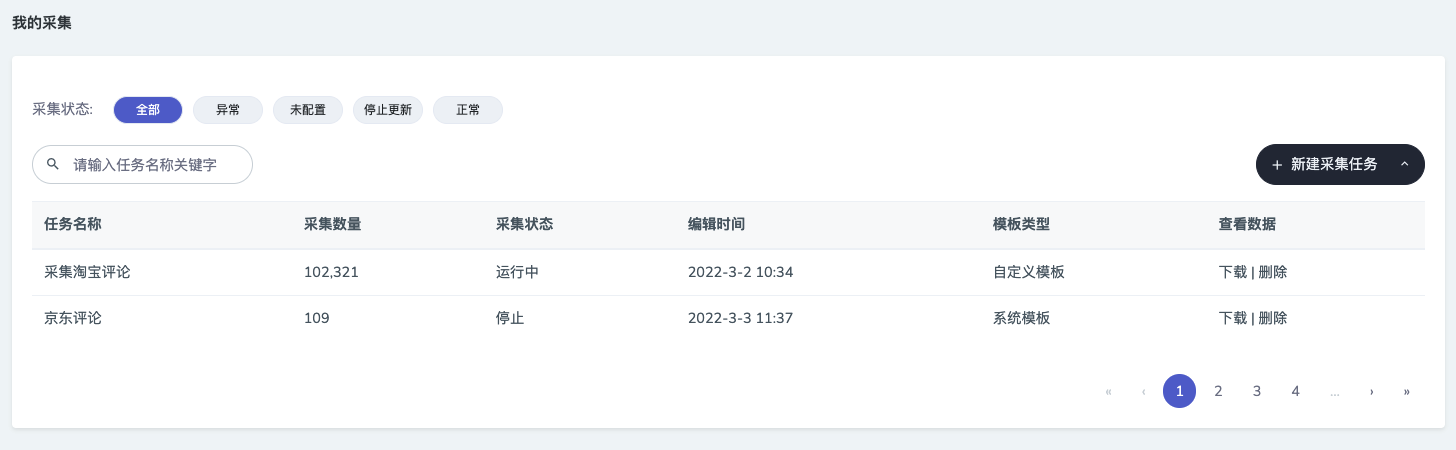 我的采集
采集状态: 全部 异常 未配置 停止更新 正常
请输入任务名称关键字 + 新建采集任务
任务名称 采集数量 采集状态 编辑时间 模板类型 查看数据
采集淘宝评论 102,321 运行中 2022-3-2 10:34 自定义模板 下载 | 删除
京东评论 109 停止 2022-3-3 11:37 系统模板 下载 | 删除
« ‹ 1 2 3 4 ... › »